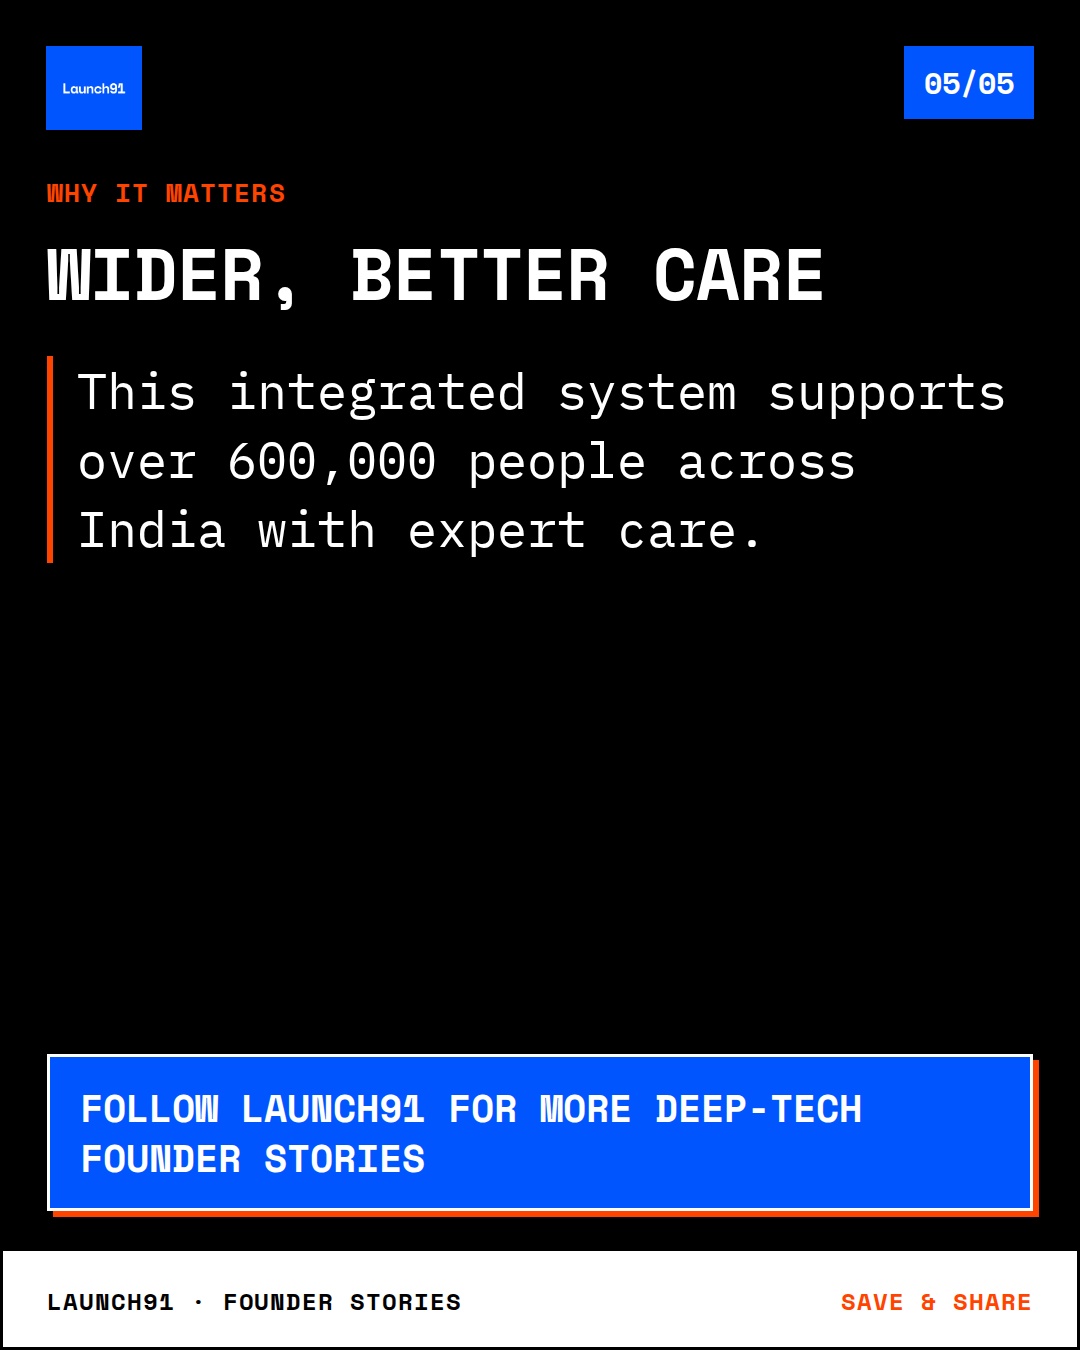 Launch91
05/05
WHY IT MATTERS
WIDER, BETTER CARE
This integrated system supports
over 600,000 people across
India with expert care.
FOLLOW LAUNCH91 FOR MORE DEEP-TECH
FOUNDER STORIES
LAUNCH91 · FOUNDER STORIES
SAVE & SHARE